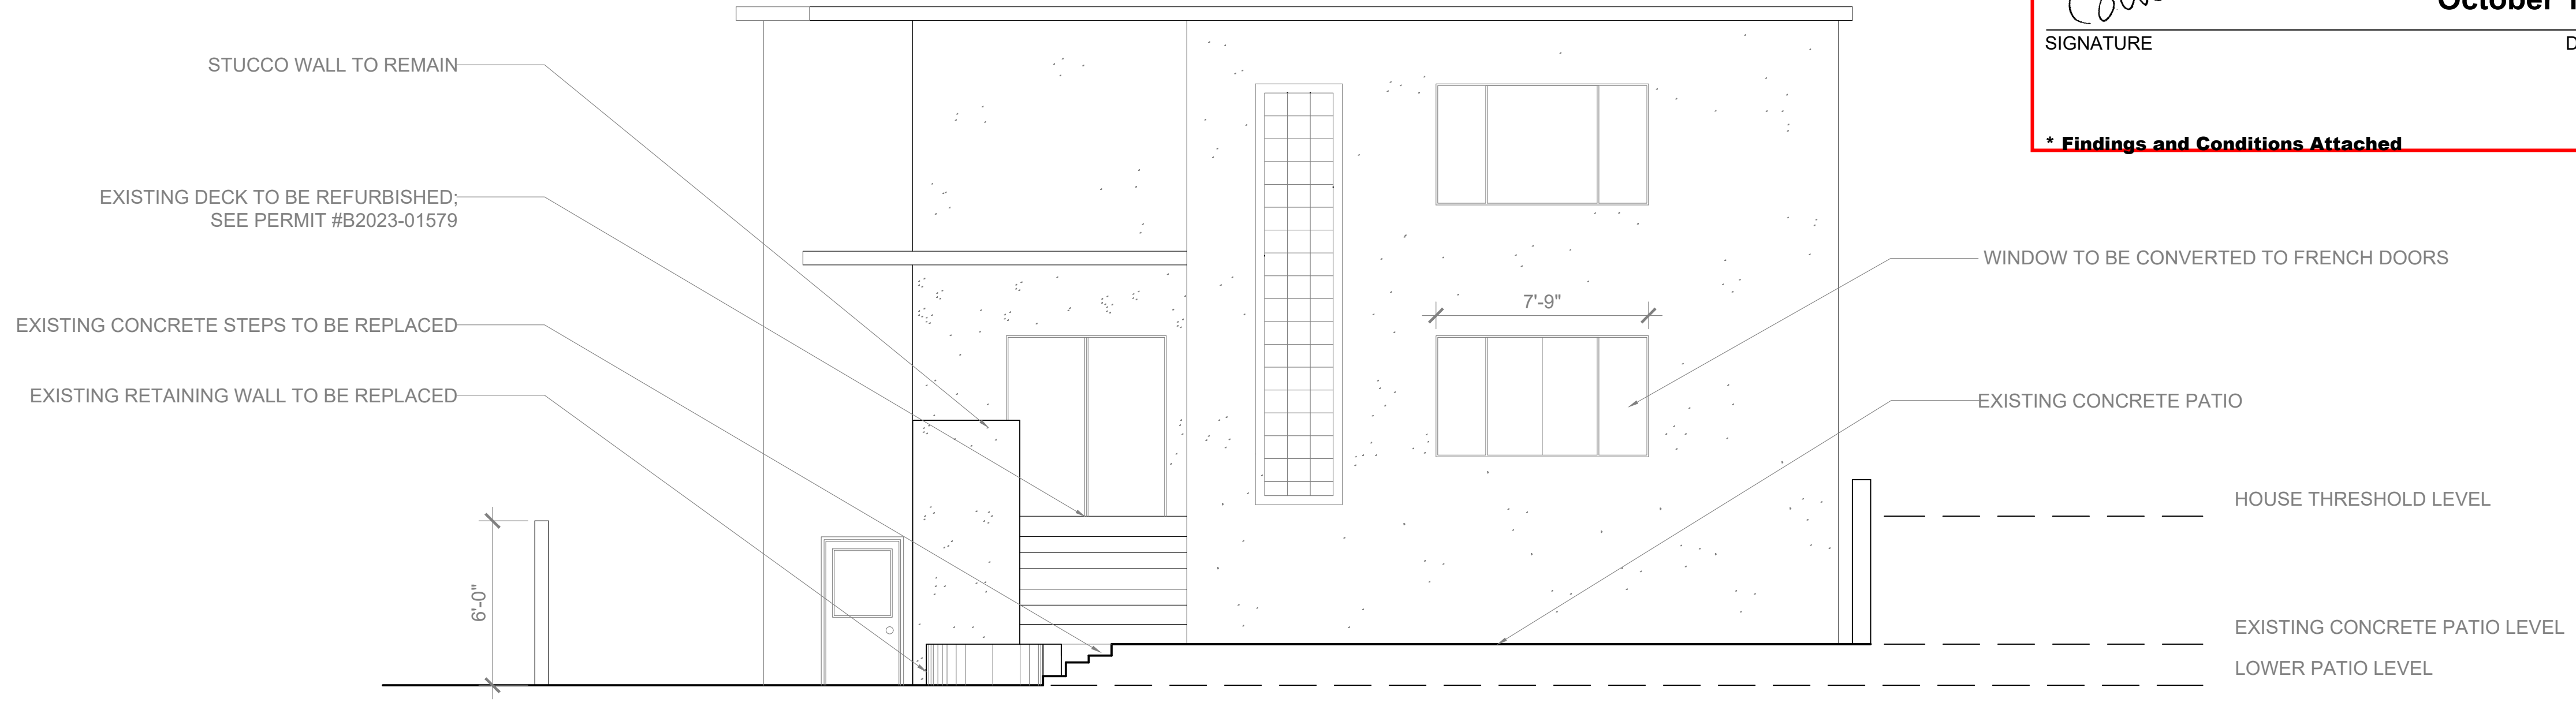 October
SIGNATURE
* Findings and Conditions Attached
STUCCO WALL TO REMAIN
EXISTING DECK TO BE REFURBISHED;
SEE PERMIT #B2023-01579
EXISTING CONCRETE STEPS TO BE REPLACED
EXISTING RETAINING WALL TO BE REPLACED
6'-0"
7'-9"
WINDOW TO BE CONVERTED TO FRENCH DOORS
EXISTING CONCRETE PATIO
HOUSE THRESHOLD LEVEL
EXISTING CONCRETE PATIO LEVEL
LOWER PATIO LEVEL